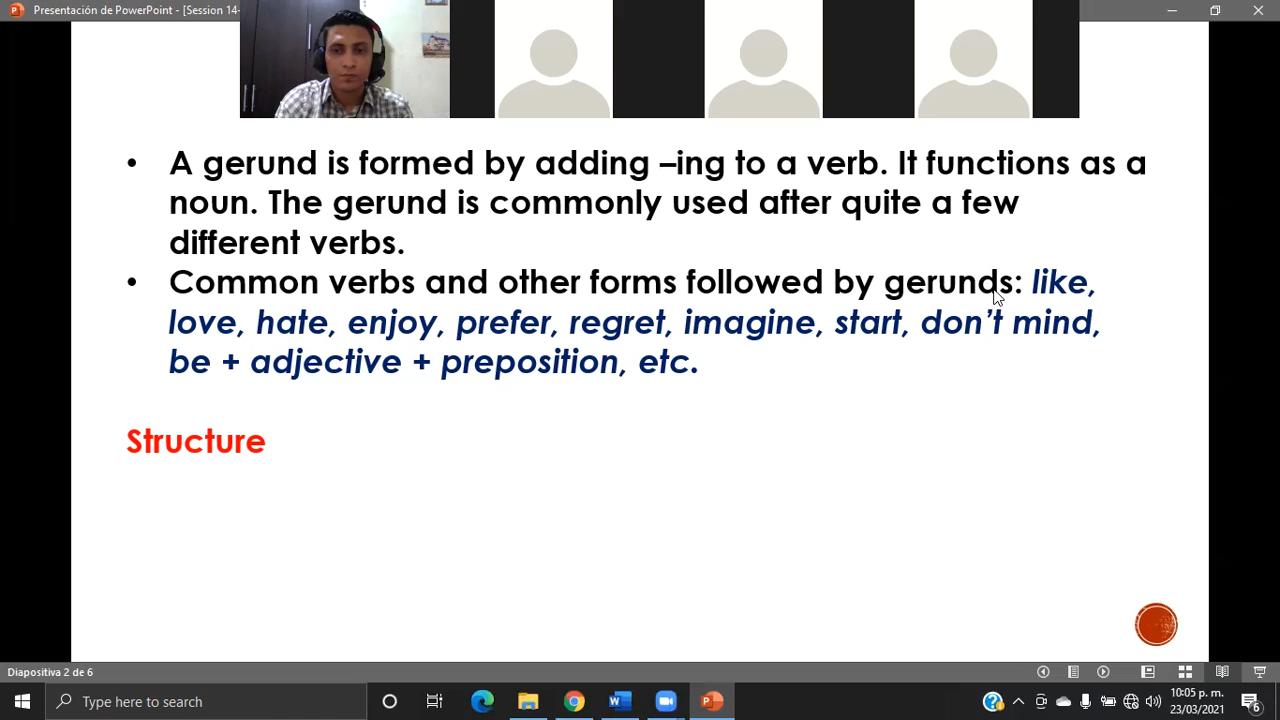 Presentación de PowerPoint - [Session 14-
• A gerund is formed by adding –ing to a verb. It functions as a
noun. The gerund is commonly used after quite a few
different verbs.
• Common verbs and other forms followed by gerunds: like,
love, hate, enjoy, prefer, regret, imagine, start, don't mind,
be + adjective + preposition, etc.
Structure
Diapositiva 2 de 6
Type here to search
10:05 p. m.
23/03/2021
6